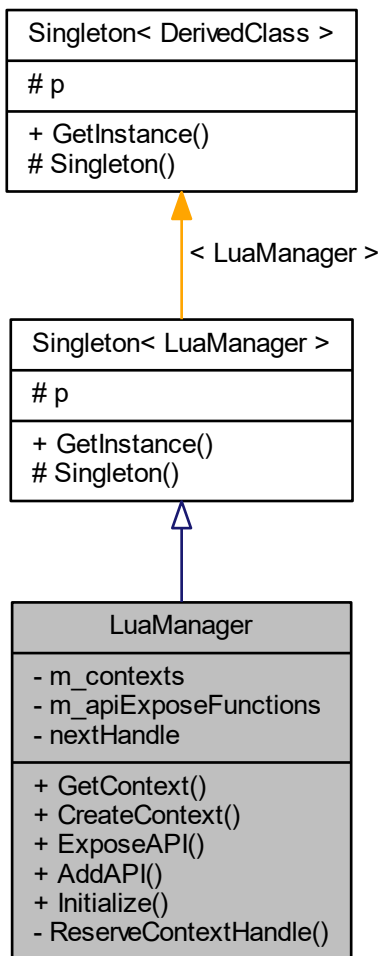 Singleton< DerivedClass >
# p
+ GetInstance()
# Singleton()
< LuaManager >
Singleton< LuaManager >
# p
+ GetInstance()
# Singleton()
LuaManager
- m_contexts
- m_apiExposeFunctions
- nextHandle
+ GetContext()
+ CreateContext()
+ ExposeAPI()
+ AddAPI()
+ Initialize()
- ReserveContextHandle()